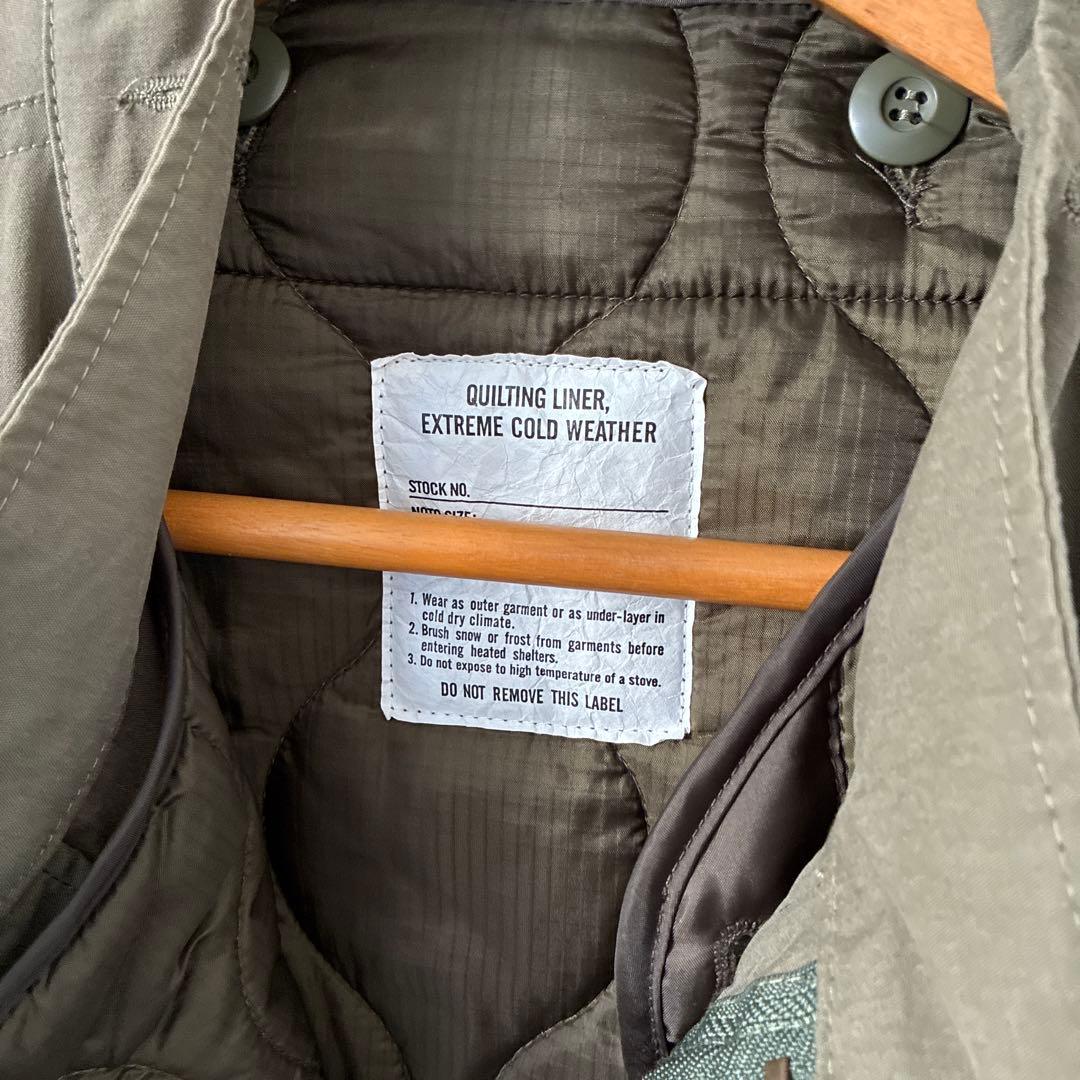 QUILTING LINER,
EXTREME COLD WEATHER
STOCK NO.
1. Wear as outer garment or as under-layer in
cold dry climate.
2. Brush snow or frost from garments before
entering heated shelters.
3. Do not expose to high temperature of a stove.
DO NOT REMOVE THIS LABEL